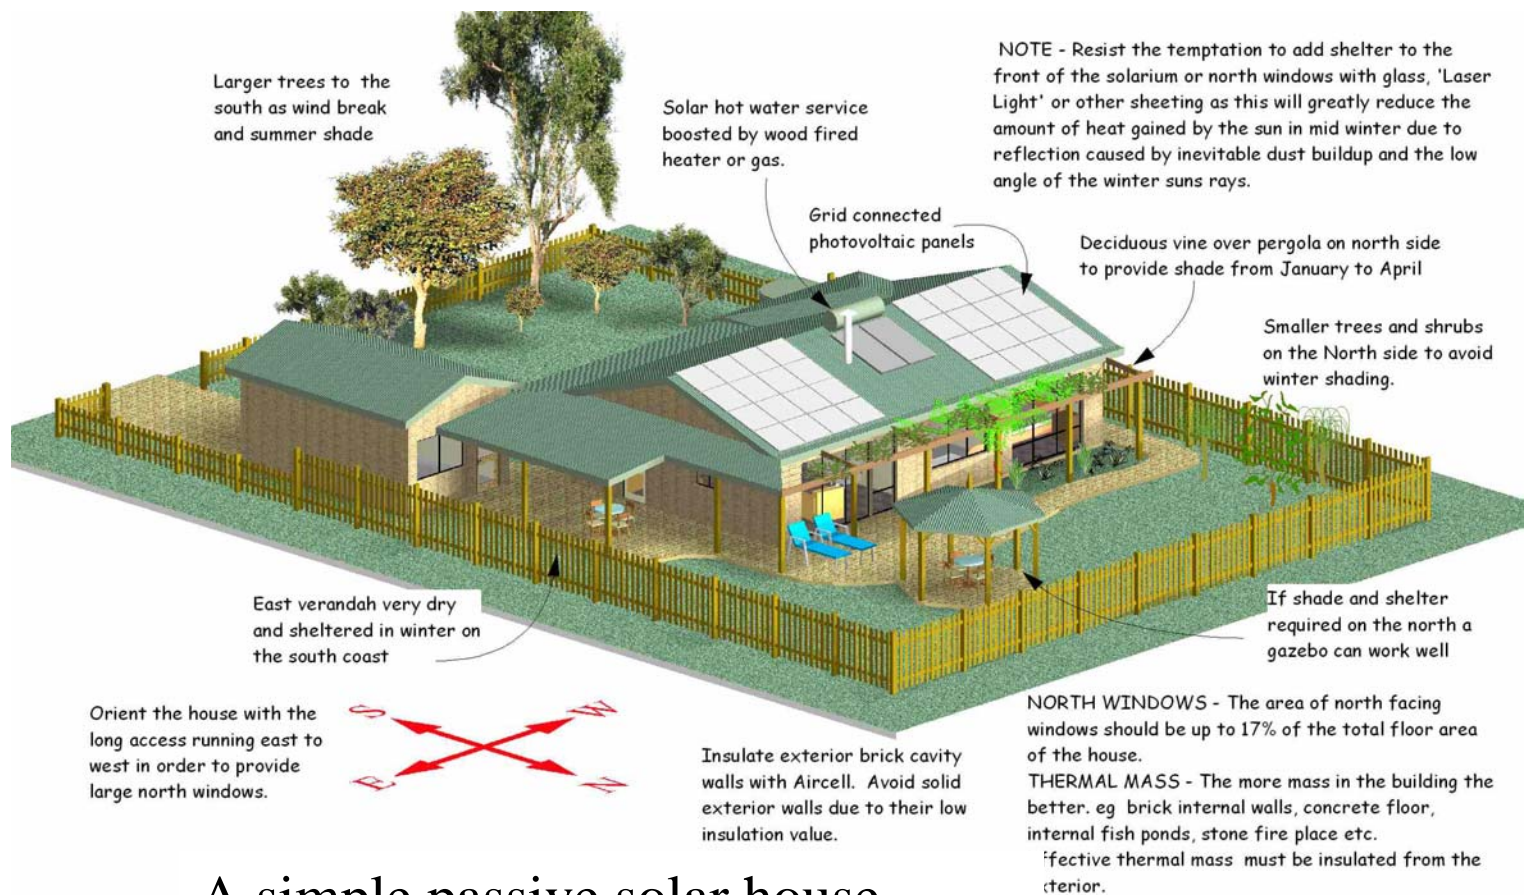 Larger trees to the
south as wind break
and summer shade
Solar hot water service
boosted by wood fired
heater or gas.
NOTE - Resist the temptation to add shelter to the
front of the solarium or north windows with glass, 'Laser
Light' or other sheeting as this will greatly reduce the
amount of heat gained by the sun in mid winter due to
reflection caused by inevitable dust buildup and the low
angle of the winter suns rays.
Grid connected
photovoltaic panels
Deciduous vine over pergola on north side
to provide shade from January to April
Smaller trees and shrubs
on the North side to avoid
winter shading.
East verandah very dry
and sheltered in winter on
the south coast
If shade and shelter
required on the north a
gazebo can work well
Orient the house with the
long access running east to
west in order to provide
large north windows.
S
W
E
N
Insulate exterior brick cavity
walls with Aircell. Avoid solid
exterior walls due to their low
insulation value.
NORTH WINDOWS - The area of north facing
windows should be up to 17% of the total floor area
of the house.
THERMAL MASS - The more mass in the building the
better. eg brick internal walls, concrete floor,
internal fish ponds, stone fire place etc.
ffective thermal mass must be insulated from the
xterior.
A simple passive solar house